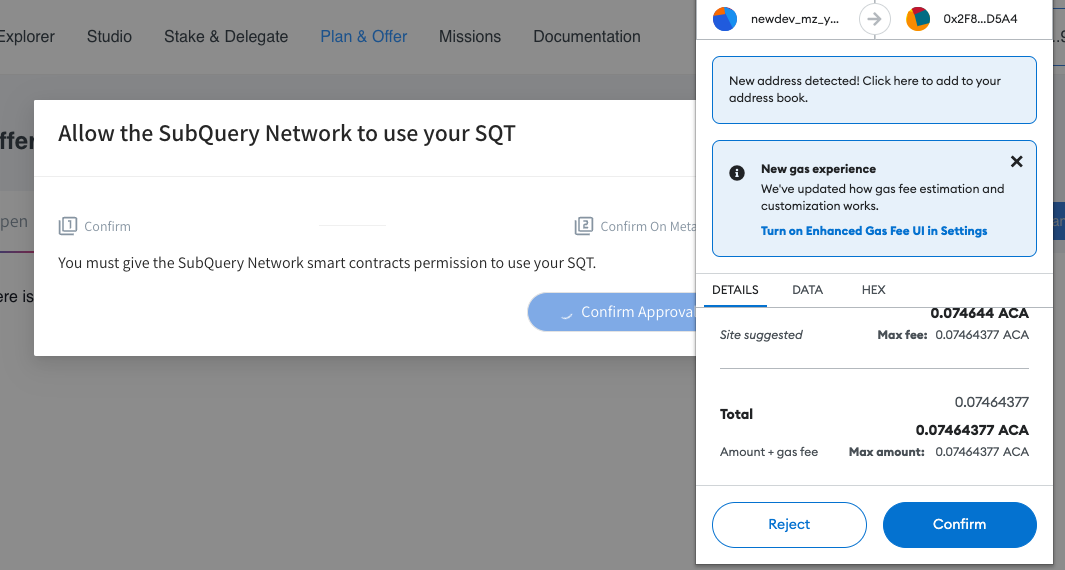 Explorer
Studio
Stake & Delegate
Plan & Offer
Missions
Documentation
Allow the SubQuery Network to use your SQT
1 Confirm
2 Confirm On Meta
You must give the SubQuery Network smart contracts permission to use your SQT.
Confirm Approval
newdev_mz_y...
0x2F8...D5A4
New address detected! Click here to add to your
address book.
New gas experience
We've updated how gas fee estimation and
customization works.
Turn on Enhanced Gas Fee UI in Settings
DETAILS
DATA
HEX
0.074644 ACA
Site suggested
Max fee: 0.07464377 ACA
0.07464377
Total
0.07464377 ACA
Amount + gas fee
Max amount: 0.07464377 ACA
Reject
Confirm